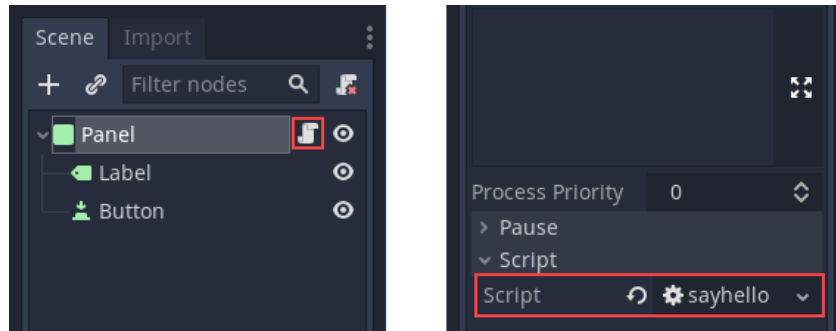 Scene Import
Filter nodes
Panel
Label
Button
Process Priority 0
Pause
Script
Script sayhello